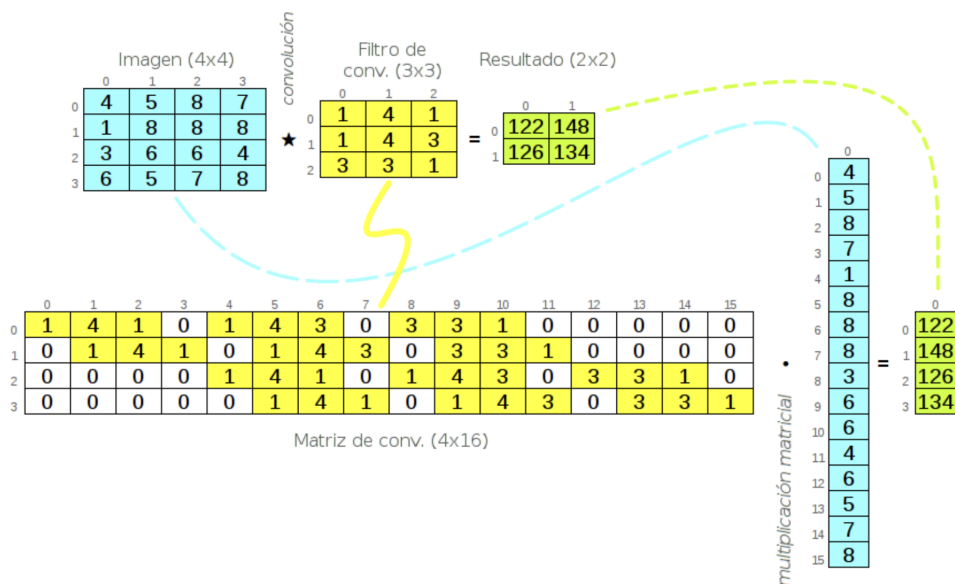 Imagen (4x4)
convolución
Filtro de
conv. (3x3)
Resultado (2x2)
0 1 2 3
0 4 5 8 7
1 1 8 8 8
2 3 6 6 4
3 6 5 7 8
★
0 1 2
0 1 4 1
1 1 4 3
2 3 3 1
=
0 1
0 122 148
1 126 134
0 1 2 3 4 5 6 7 8 9 10 11 12 13 14 15
0 1 4 1 0 1 4 3 0 3 3 1 0 0 0 0 0
1 0 1 4 1 0 1 4 3 0 3 3 1 0 0 0 0
2 0 0 0 0 1 4 1 0 1 4 3 0 3 3 1 0
3 0 0 0 0 0 1 4 1 0 1 4 3 0 3 3 1
Matriz de conv. (4x16)
·
multiplicación matricial
0
0 4
1 5
2 8
3 7
4 1
5 8
6 8
7 8
8 3
9 6
10 6
11 4
12 6
13 5
14 7
15 8
=
0
0 122
1 148
2 126
3 134